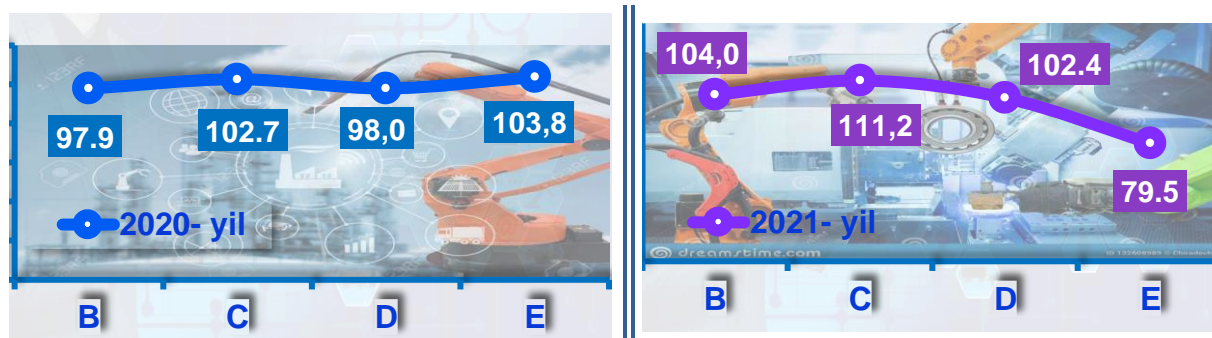 97.9
102.7
98,0
103,8
2020- yil
B
C
D
E
104,0
111,2
102.4
79.5
2021- yil
dreamstime.com
B
C
D
E